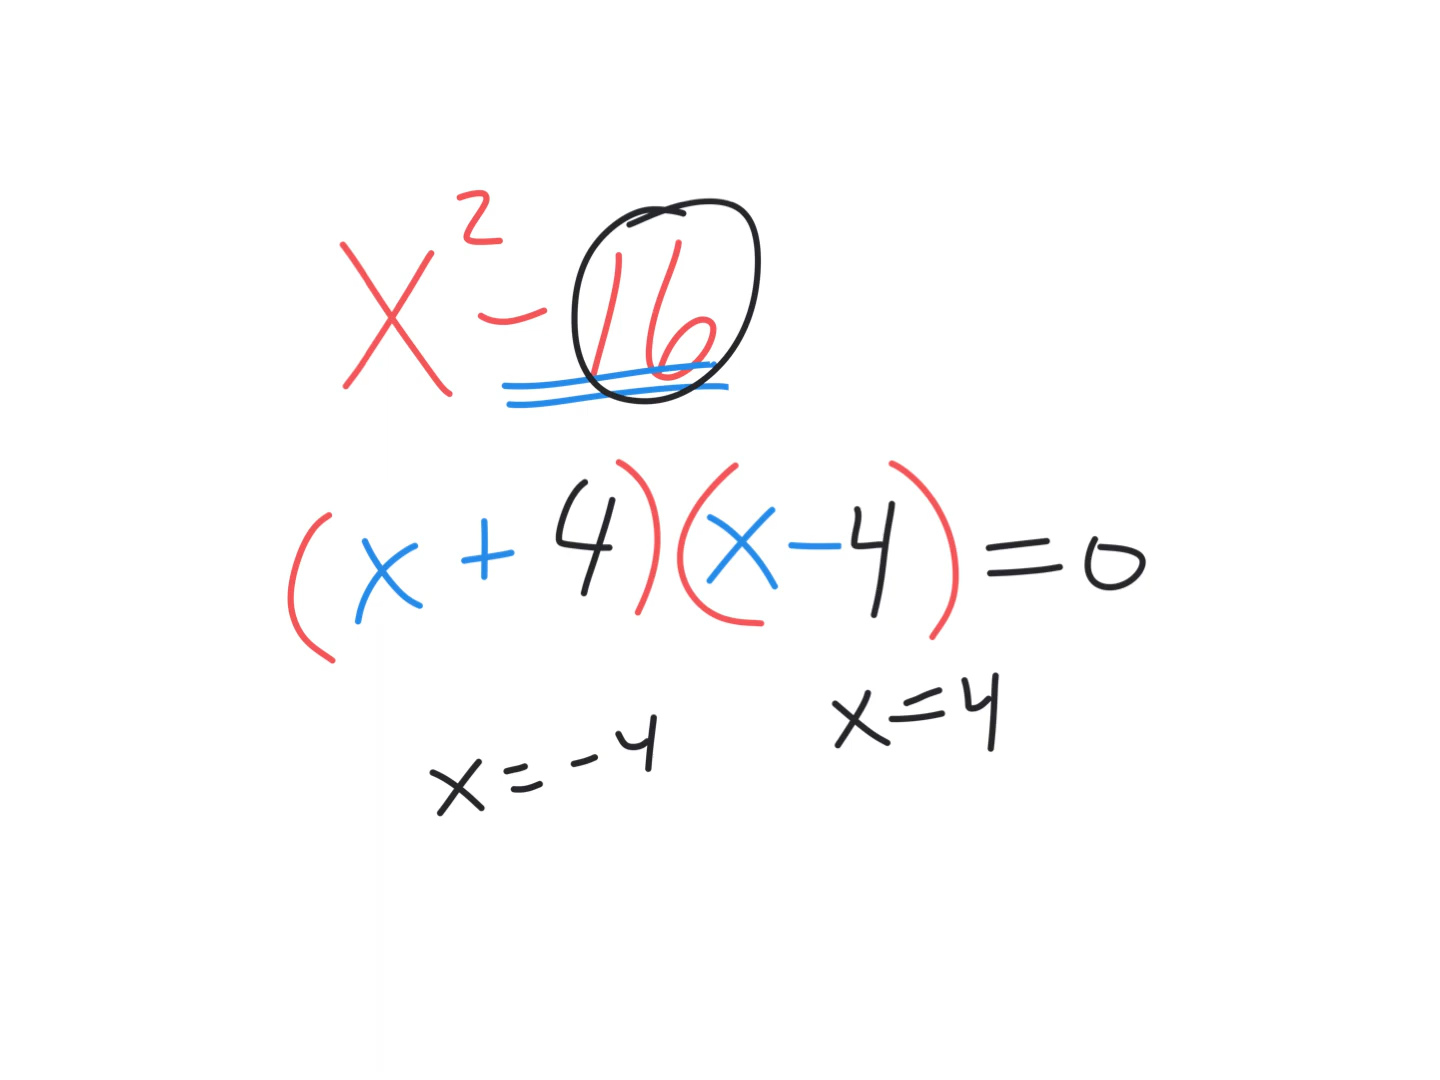 x² - 16
(x + 4)(x - 4) = 0
x = 4
x = -4